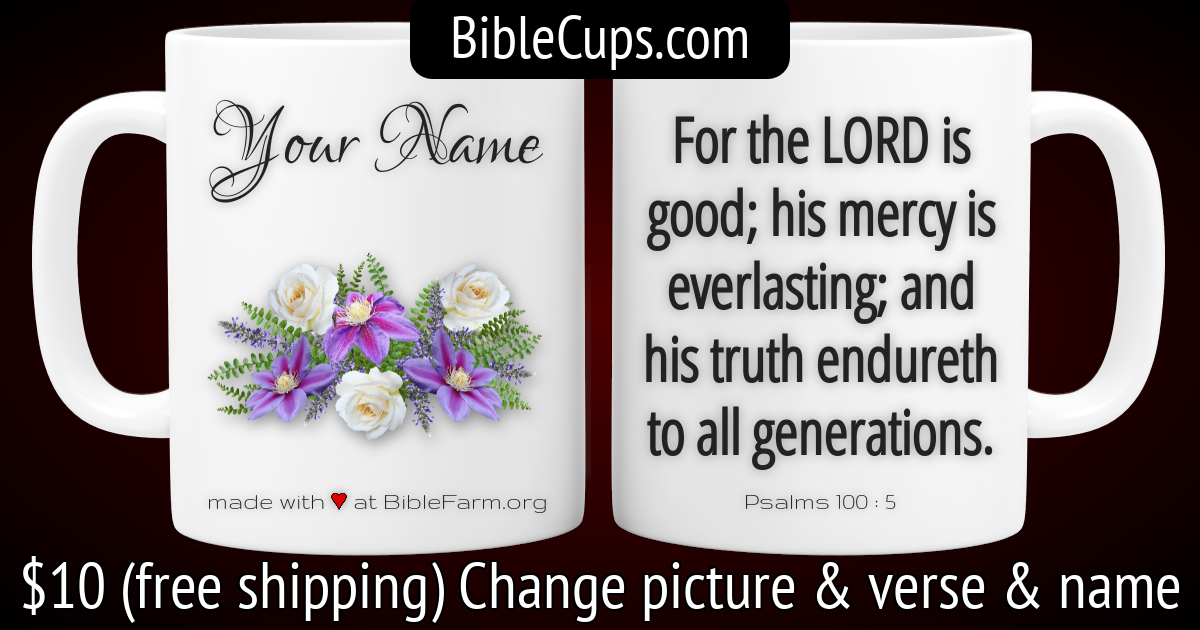 BibleCups.com
Your Name
made with ♥ at BibleFarm.org
For the LORD is
good; his mercy is
everlasting; and
his truth endureth
to all generations.
Psalms 100 : 5
$10 (free shipping) Change picture & verse & name